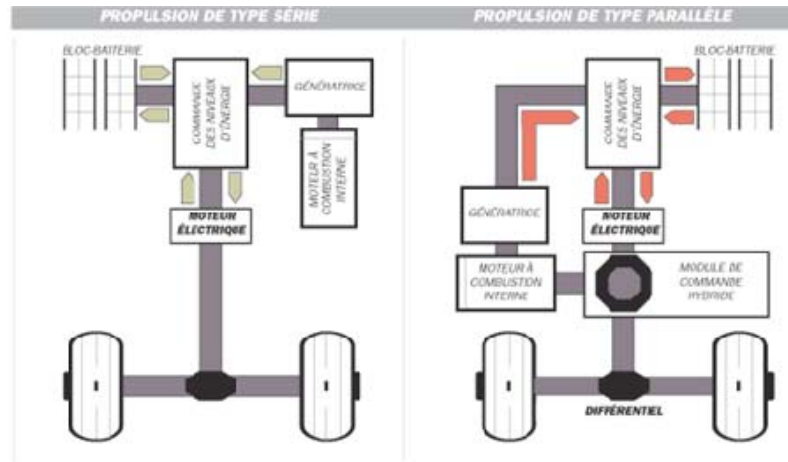 PROPULSION DE TYPE SÉRIE
BLOC-BATTERIE
COMMANDE
DES NIVEAUX
D'ÉNERGIE
GÉNÉRATRICE
MOTEUR À
COMBUSTION
INTERNE
MOTEUR
ÉLECTRIQUE
PROPULSION DE TYPE PARALLÈLE
BLOC-BATTERIE
COMMANDE
DES NIVEAUX
D'ÉNERGIE
GÉNÉRATRICE
MOTEUR
ÉLECTRIQUE
MOTEUR À
COMBUSTION
INTERNE
MODULE DE
COMMANDE
HYBRIDE
DIFFÉRENTIEL